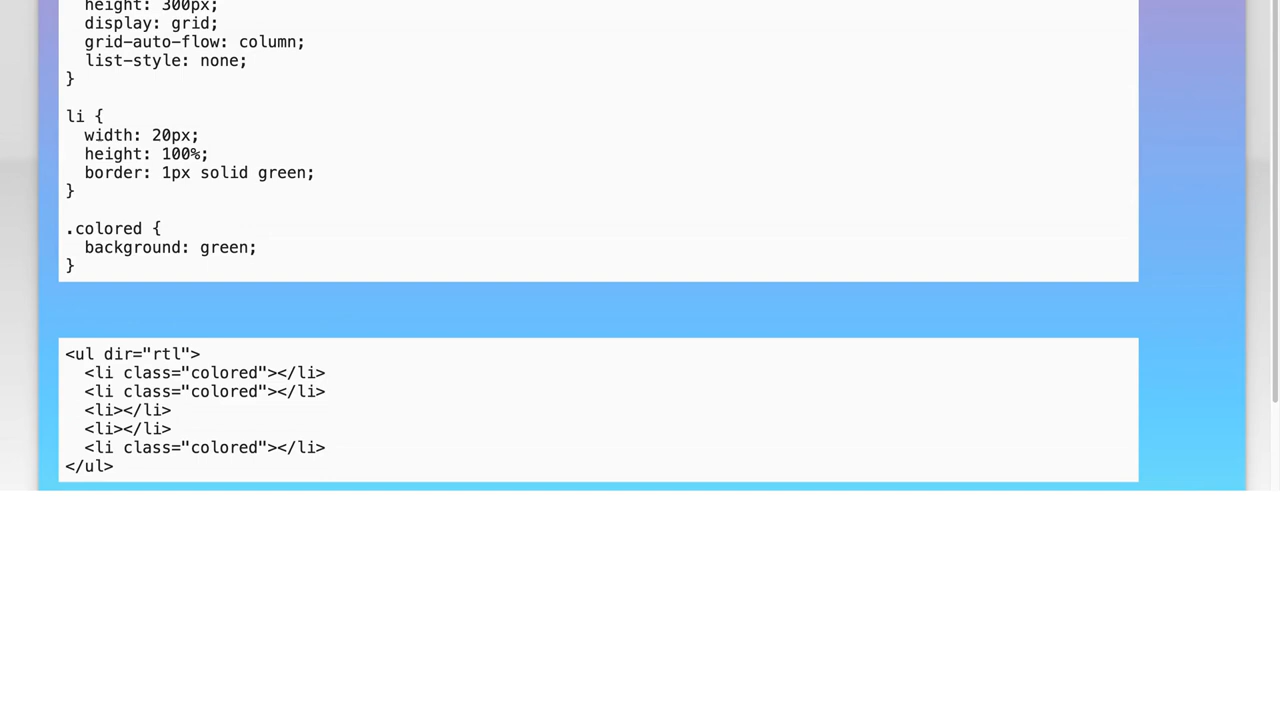 height: 300px;
display: grid;
grid-auto-flow: column;
list-style: none;
}
li {
width: 20px;
height: 100%;
border: 1px solid green;
}
.colored {
background: green;
}
<ul dir="rtl">
<li class="colored"></li>
<li class="colored"></li>
<li></li>
<li></li>
<li class="colored"></li>
</ul>